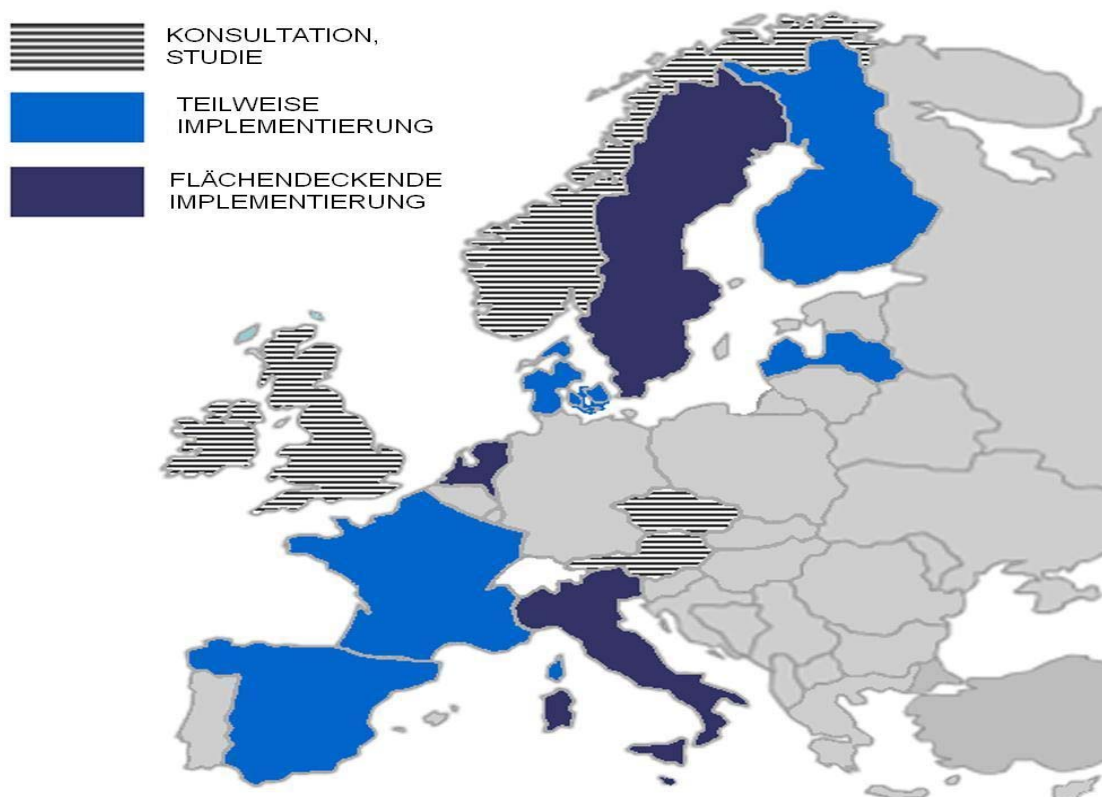 KONSULTATION,
STUDIE
TEILWEISE
IMPLEMENTIERUNG
FLÄCHENDECKENDE
IMPLEMENTIERUNG